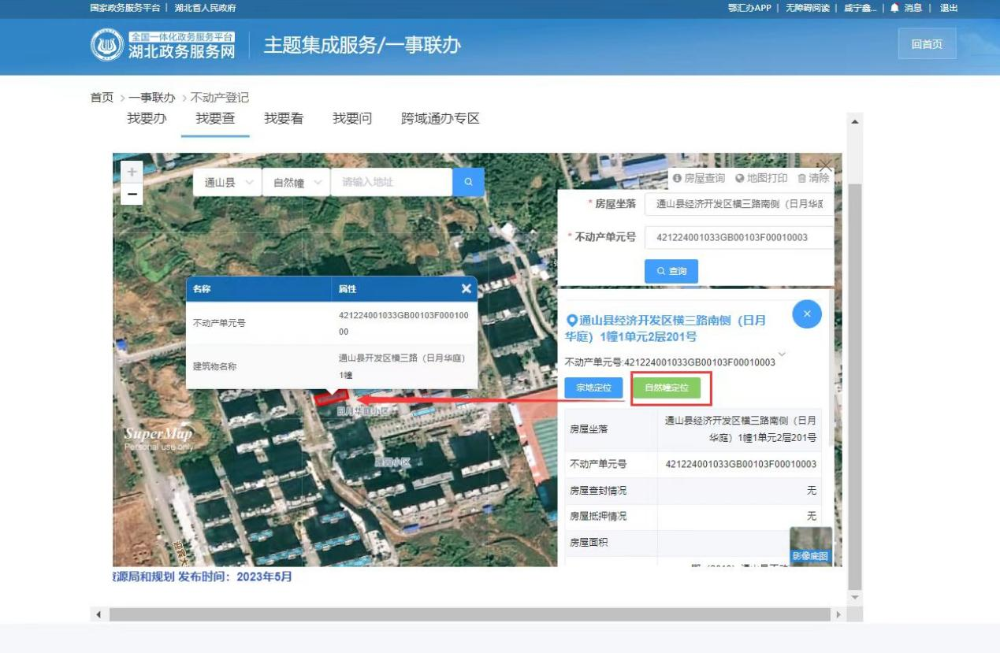 国家政务服务平台 | 湖北省人民政府
鄂汇办APP | 无障碍阅读 | 咸宁鑫... | 消息 | 退出
全国一体化政务服务平台
湖北政务服务网
主题集成服务/一事联办
回首页
首页 > 一事联办 > 不动产登记
我要办 我要查 我要看 我要问 跨域通办专区
+
−
通山县 自然幢 请输入地址
房屋查询 地图打印 清除
* 房屋坐落 通山县经济开发区横三路南侧（日月华庭
* 不动产单元号 421224001033GB00103F00010003
查询
名称 属性
不动产单元号 421224001033GB00103F000100
00
建筑物名称 通山县开发区横三路（日月华庭）
1幢
日月华庭小区
SuperMap
Personal use only
通山县经济开发区横三路南侧（日月
华庭）1幢1单元2层201号
不动产单元号:421224001033GB00103F00010003
宗地定位 自然幢定位
房屋坐落 通山县经济开发区横三路南侧（日月
华庭）1幢1单元2层201号
不动产单元号 421224001033GB00103F00010003
房屋查封情况 无
房屋抵押情况 无
房屋面积
影像底图
资源局和规划 发布时间：2023年5月